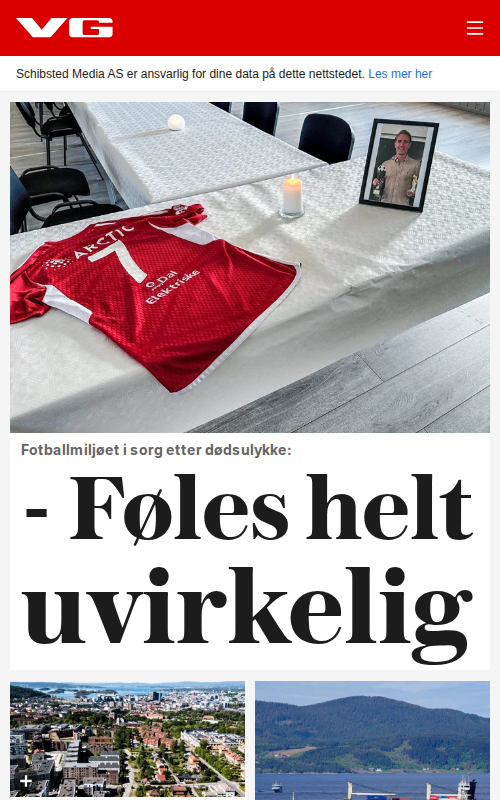 VG
Schibsted Media AS er ansvarlig for dine data på dette nettstedet. Les mer her
ARCTIC
7
Ø.Dal
Elektriske
Fotballmiljøet i sorg etter dødsulykke:
- Føles helt
uvirkelig
+